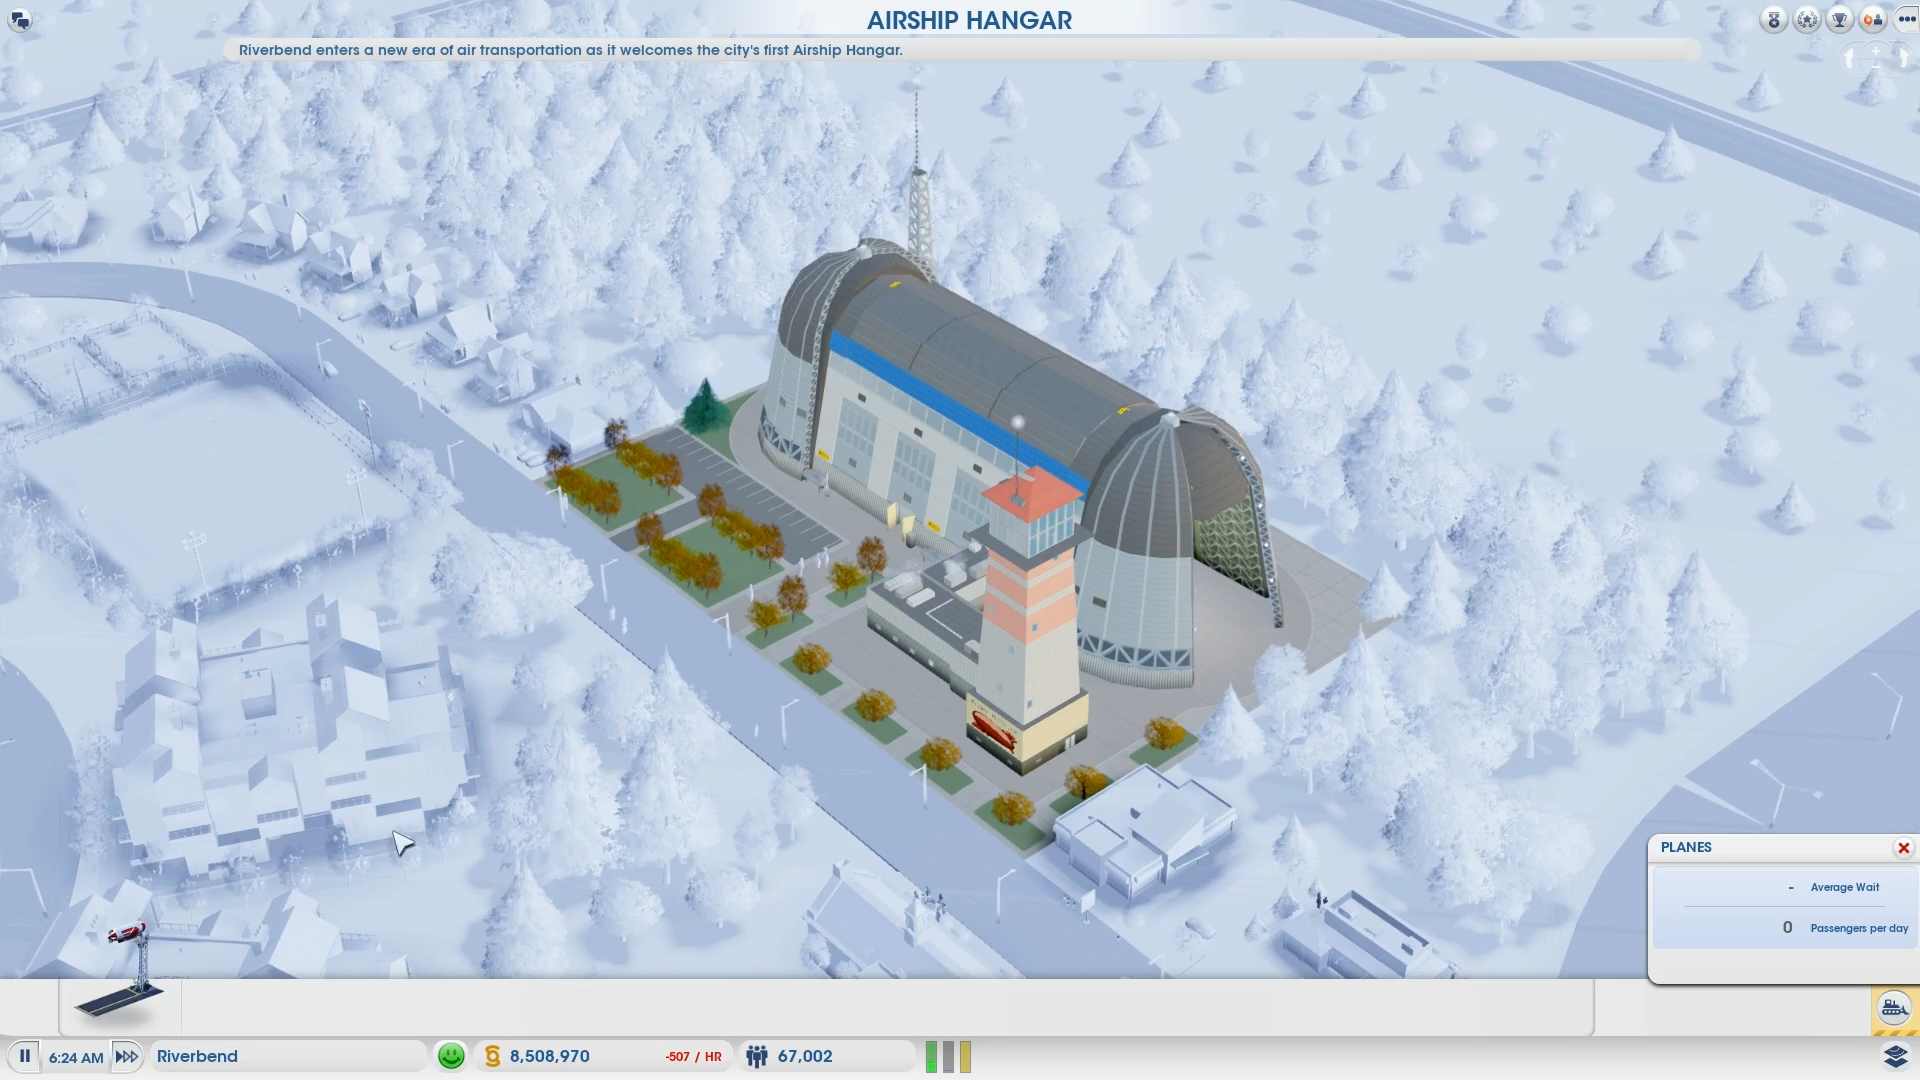 AIRSHIP HANGAR
Riverbend enters a new era of air transportation as it welcomes the city's first Airship Hangar.
PLANES
- Average Wait
0 Passengers per day
6:24 AM
Riverbend
8,508,970
-507 / HR
67,002